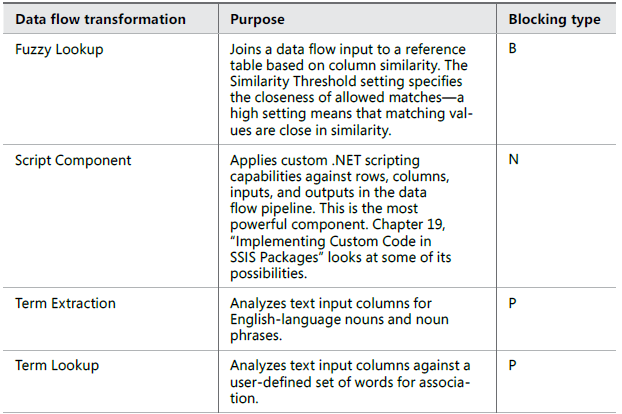 Data flow transformation Purpose Blocking type
Fuzzy Lookup Joins a data flow input to a reference B
table based on column similarity. The
Similarity Threshold setting specifies
the closeness of allowed matches—a
high setting means that matching val-
ues are close in similarity.
Script Component Applies custom .NET scripting N
capabilities against rows, columns,
inputs, and outputs in the data
flow pipeline. This is the most
powerful component. Chapter 19,
“Implementing Custom Code in
SSIS Packages” looks at some of its
possibilities.
Term Extraction Analyzes text input columns for P
English-language nouns and noun
phrases.
Term Lookup Analyzes text input columns against a P
user-defined set of words for associa-
tion.